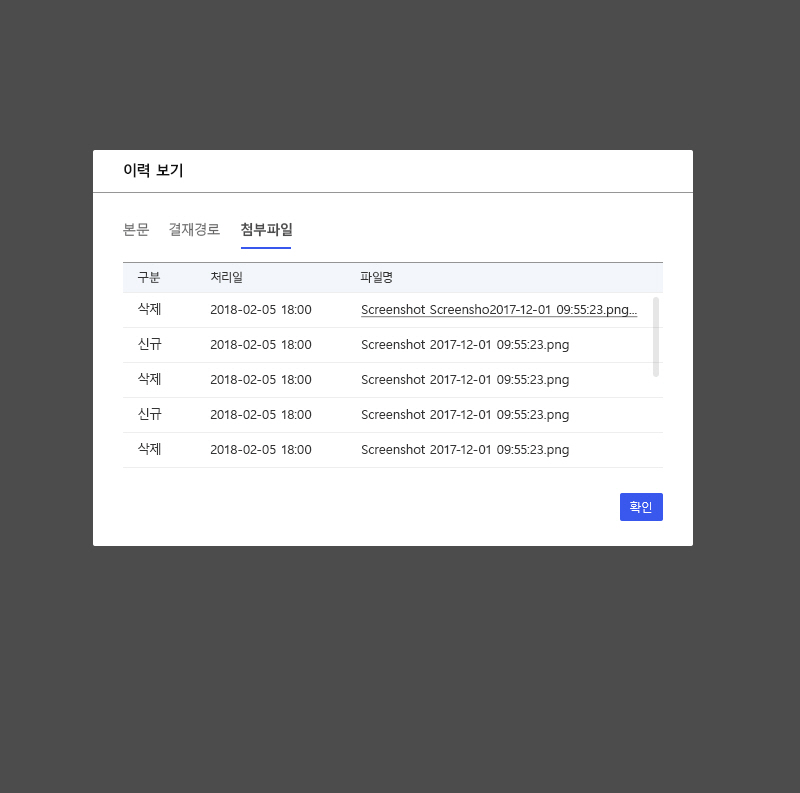 이력 보기
본문 결재경로 첨부파일
구분 처리일 파일명
삭제 2018-02-05 18:00 Screenshot Screensho2017-12-01 09:55:23.png...
신규 2018-02-05 18:00 Screenshot 2017-12-01 09:55:23.png
삭제 2018-02-05 18:00 Screenshot 2017-12-01 09:55:23.png
신규 2018-02-05 18:00 Screenshot 2017-12-01 09:55:23.png
삭제 2018-02-05 18:00 Screenshot 2017-12-01 09:55:23.png
확인